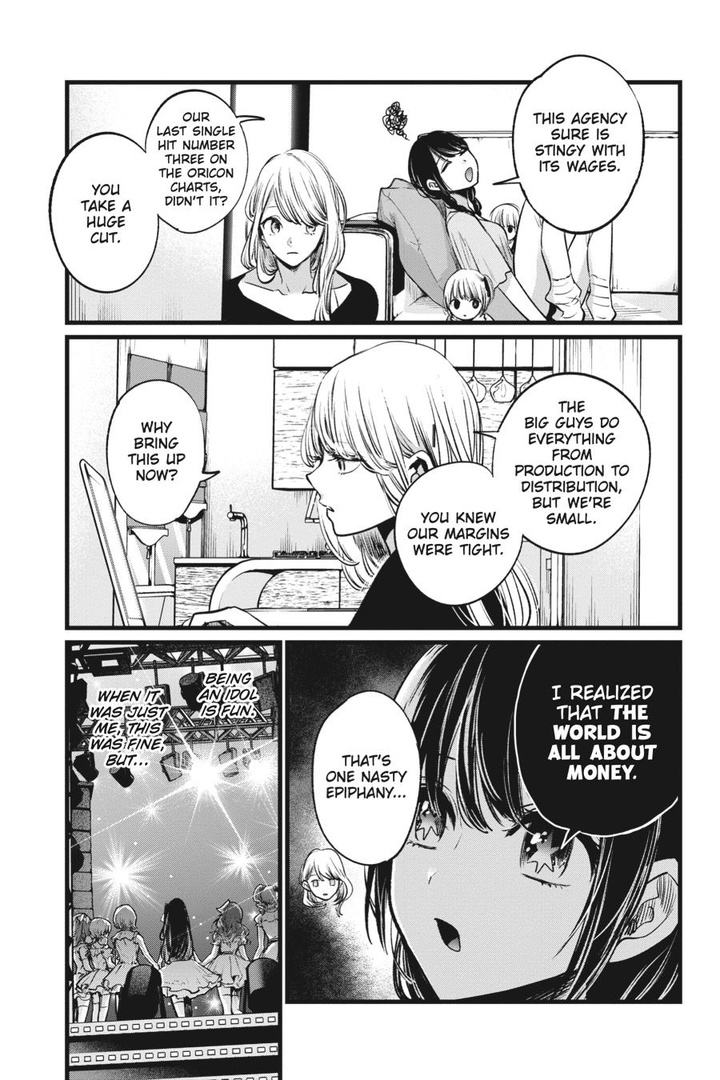 THIS AGENCY
SURE IS
STINGY WITH
ITS WAGES.
OUR
LAST SINGLE
HIT NUMBER
THREE ON
THE ORICON
CHARTS,
DIDN'T IT?
YOU
TAKE A
HUGE
CUT.
THE
BIG GUYS DO
EVERYTHING
FROM
PRODUCTION TO
DISTRIBUTION,
BUT WE'RE
SMALL.
YOU KNEW
OUR MARGINS
WERE TIGHT.
WHY
BRING
THIS UP
NOW?
I REALIZED
THAT THE
WORLD IS
ALL ABOUT
MONEY.
THAT'S
ONE NASTY
EPIPHANY...
BEING
AN IDOL
IS FUN.
WHEN IT
WAS JUST
ME, THIS
WAS FINE,
BUT...